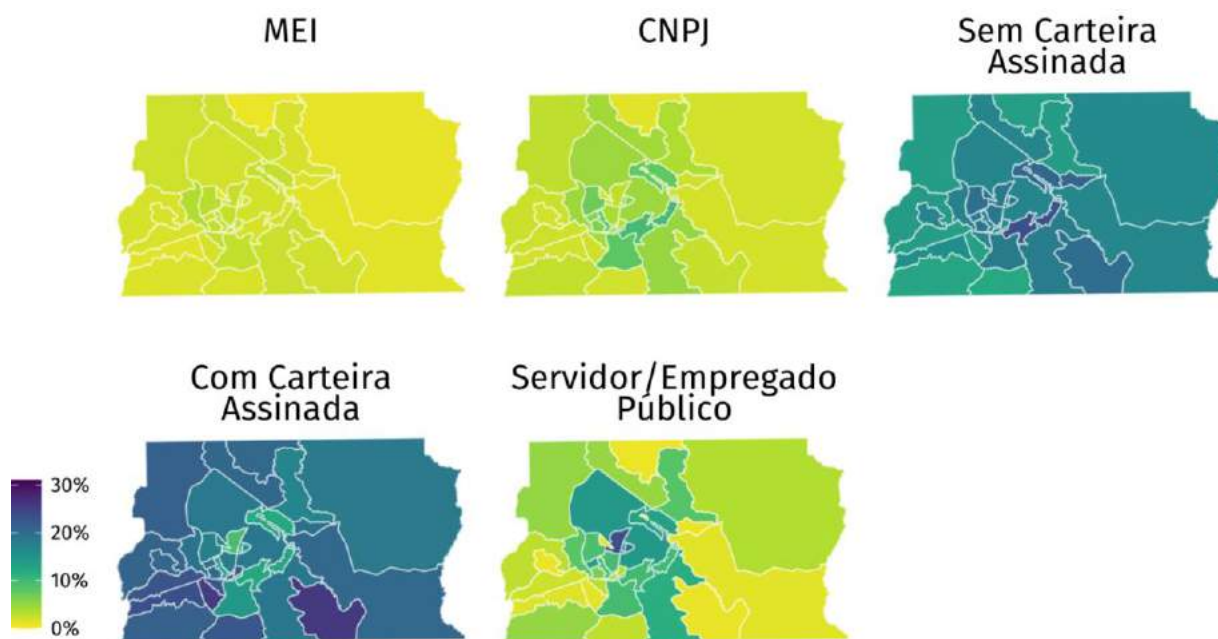 MEI
CNPJ
Sem Carteira
Assinada
Com Carteira
Assinada
Servidor/Empregado
Público
30%
20%
10%
0%